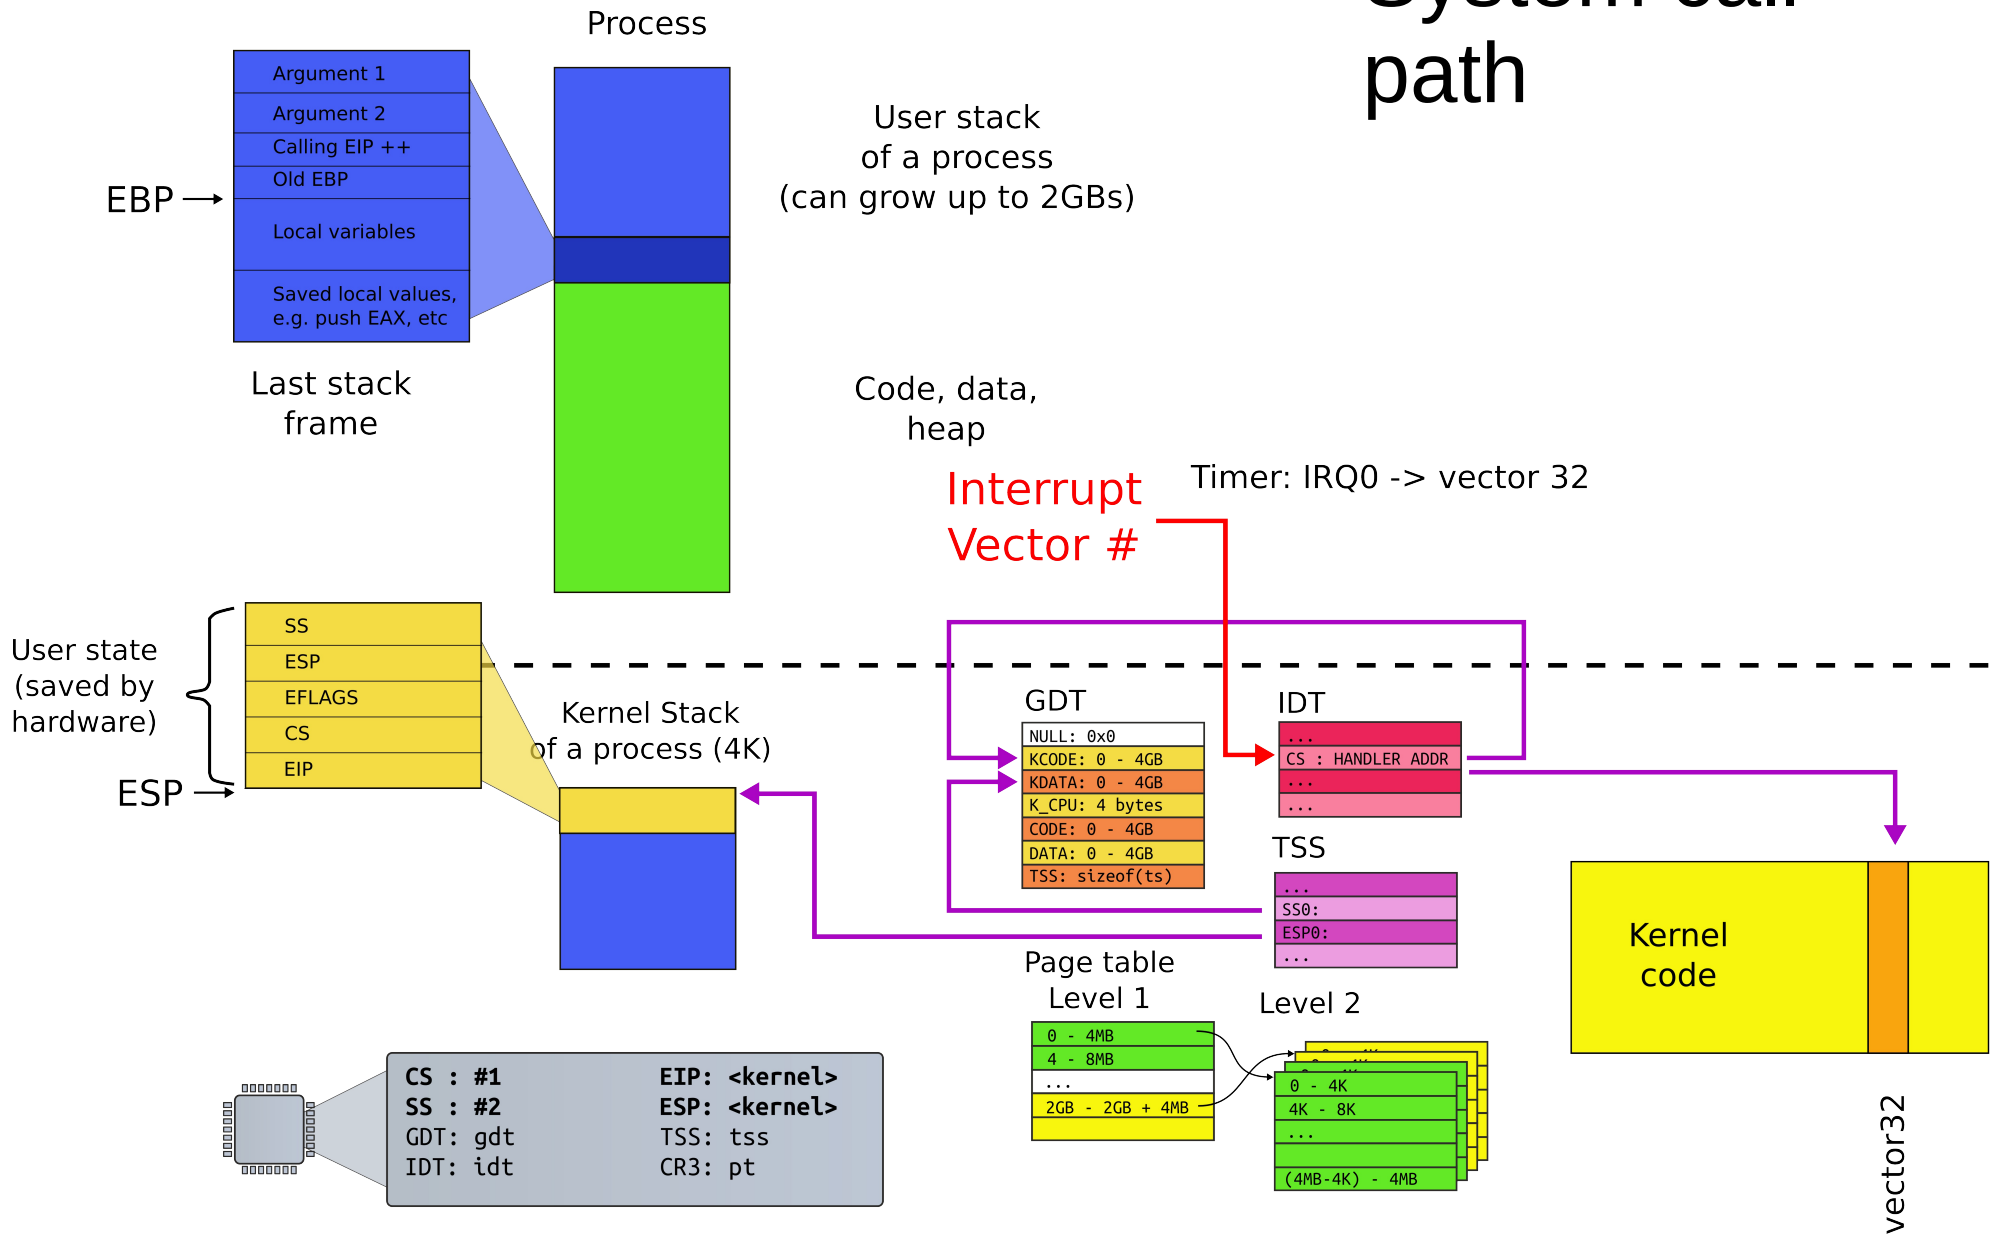 System call
path
Process
Argument 1
Argument 2
Calling EIP ++
Old EBP
EBP
Local variables
Saved local values,
e.g. push EAX, etc
Last stack
frame
User stack
of a process
(can grow up to 2GBs)
Code, data,
heap
Interrupt
Vector #
Timer: IRQ0 -> vector 32
User state
(saved by
hardware)
SS
ESP
EFLAGS
CS
EIP
ESP
Kernel Stack
of a process (4K)
GDT
NULL: 0x0
KCODE: 0 - 4GB
KDATA: 0 - 4GB
K_CPU: 4 bytes
CODE: 0 - 4GB
DATA: 0 - 4GB
TSS: sizeof(ts)
IDT
...
CS : HANDLER ADDR
...
...
TSS
...
SS0:
ESP0:
...
Kernel
code
vector32
Page table
Level 1
0 - 4MB
4 - 8MB
...
2GB - 2GB + 4MB
Level 2
0 - 4K
4K - 8K
...
(4MB-4K) - 4MB
CS : #1 EIP: <kernel>
SS : #2 ESP: <kernel>
GDT: gdt TSS: tss
IDT: idt CR3: pt